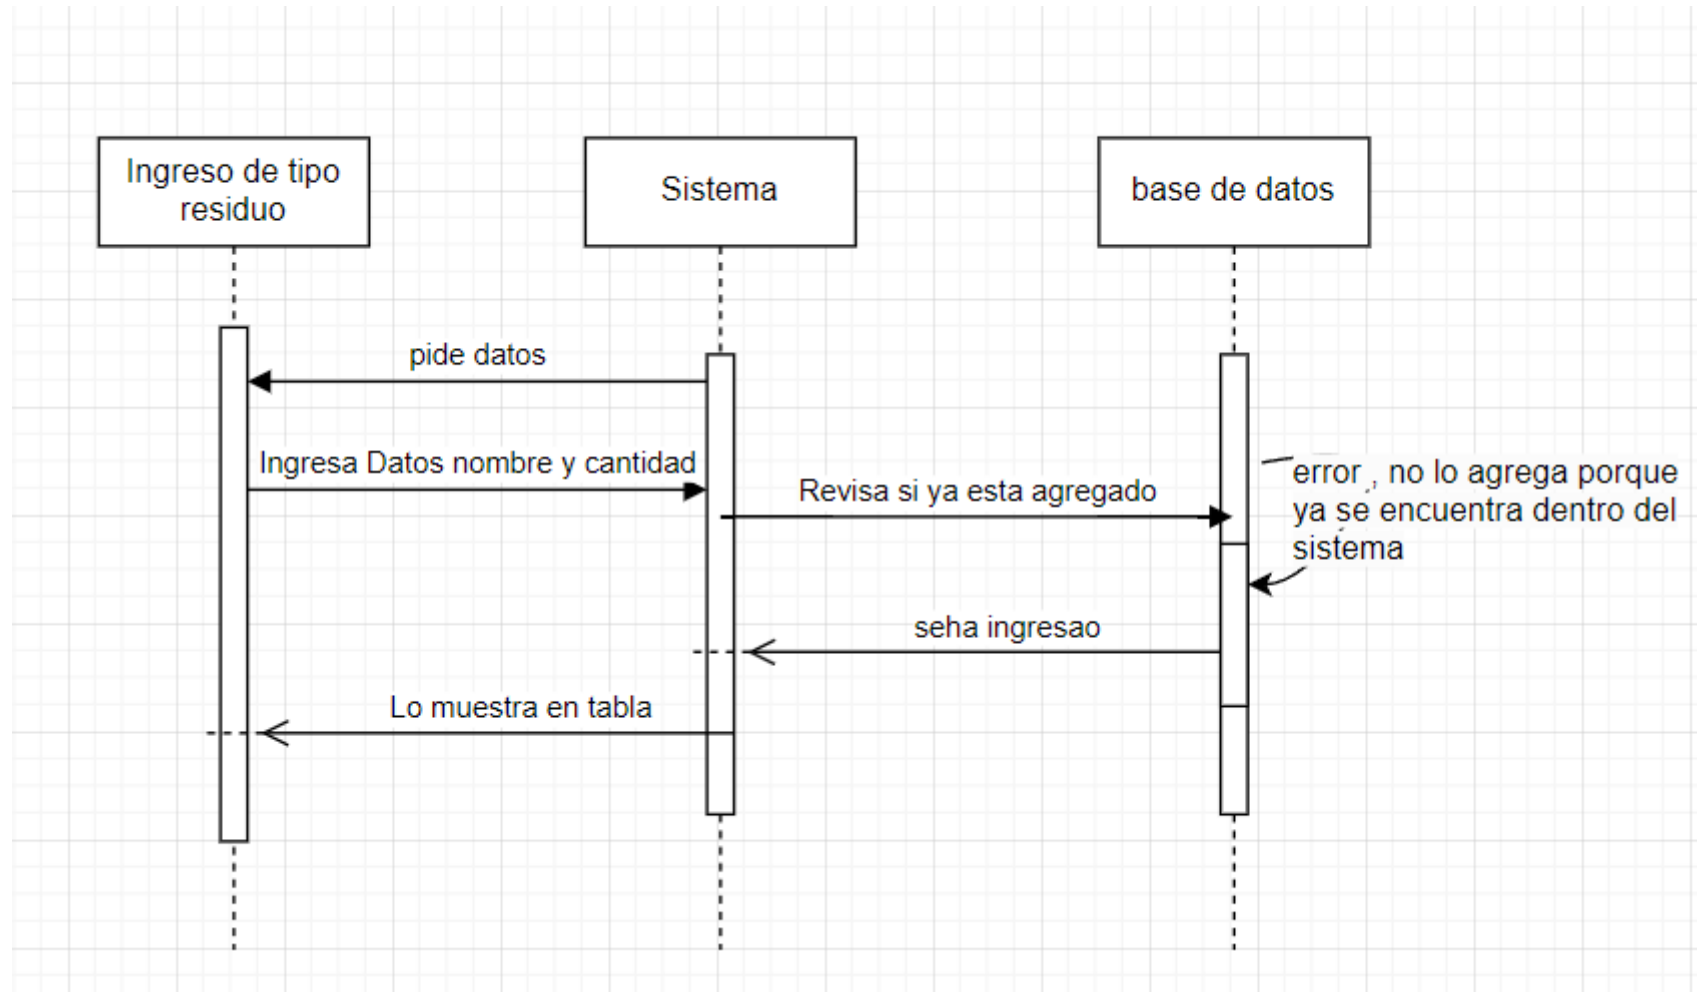 Ingreso de tipo
residuo
Sistema
base de datos
pide datos
Ingresa Datos nombre y cantidad
Revisa si ya esta agregado
error , no lo agrega porque
ya se encuentra dentro del
sistema
seha ingresao
Lo muestra en tabla